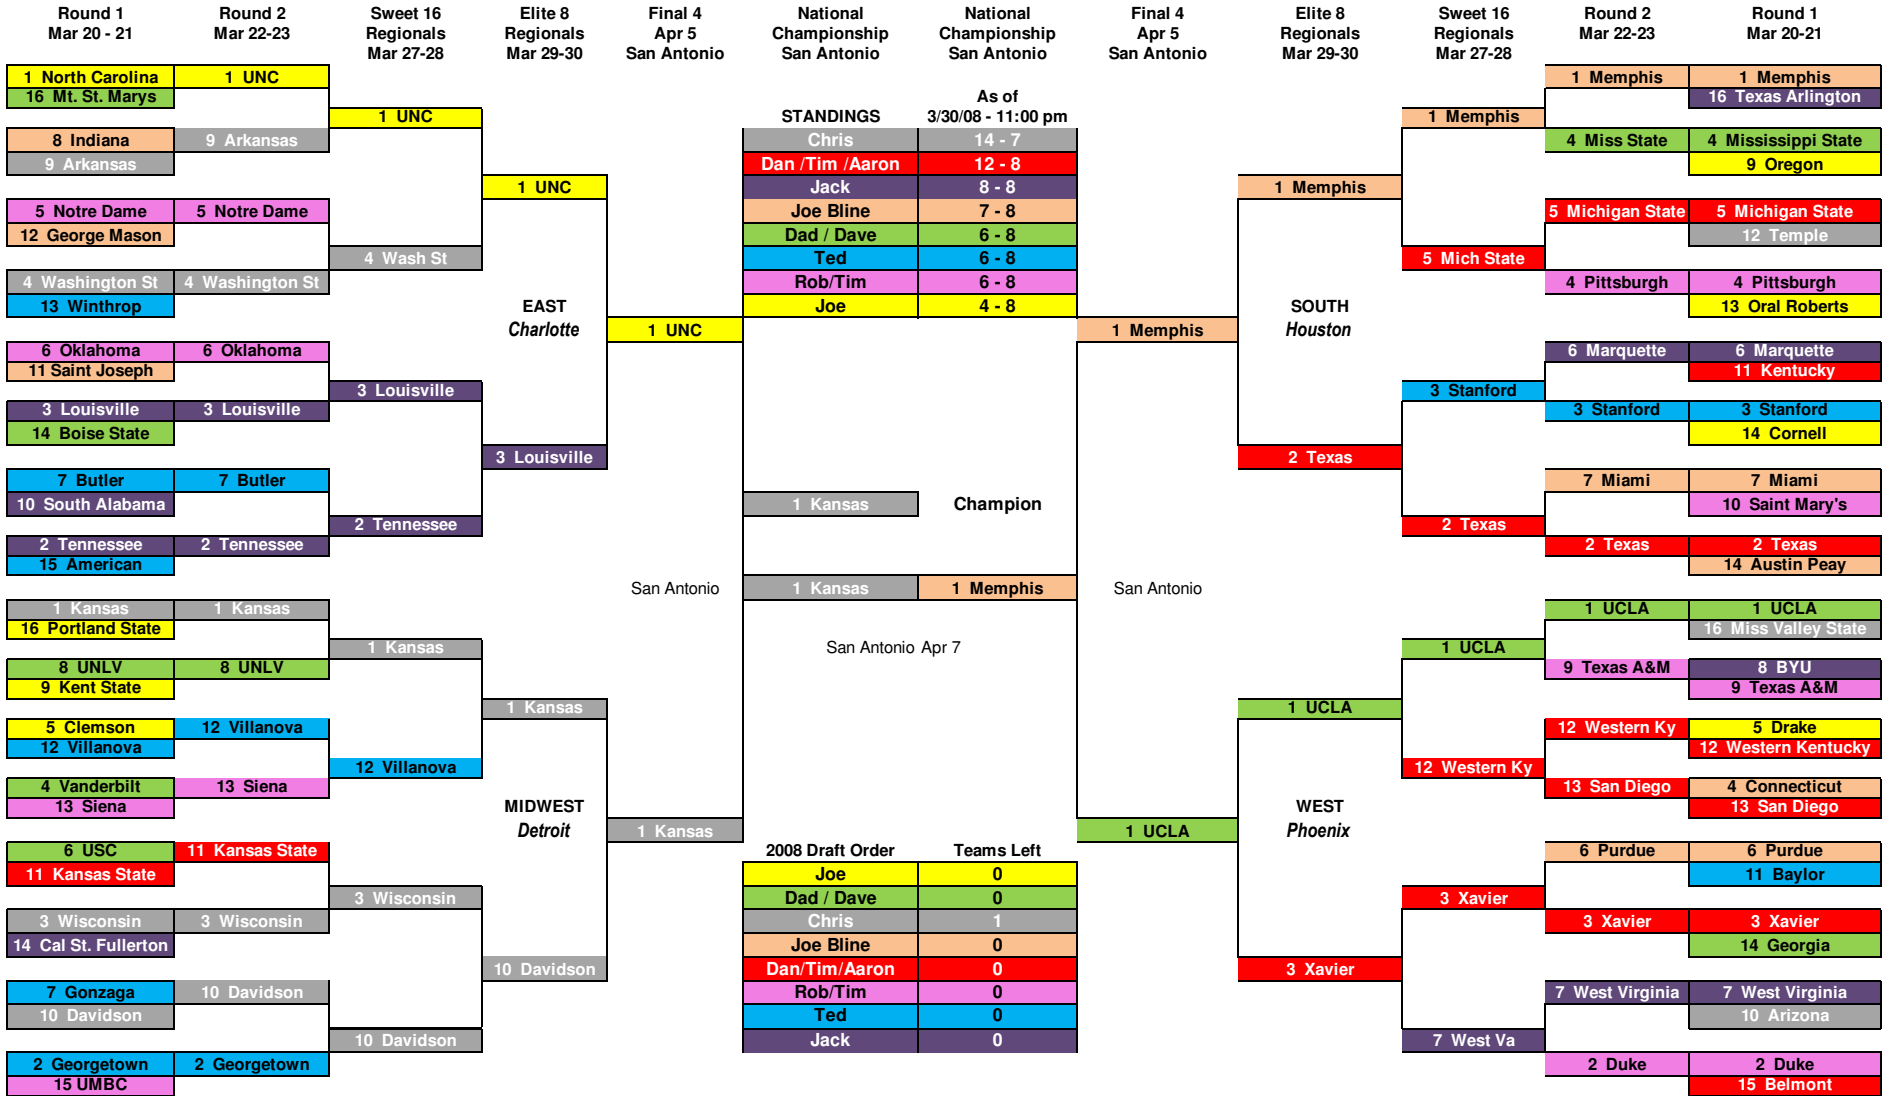 Round 1 Round 2 Sweet 16 Elite 8 Final 4 National National Final 4 Elite 8 Sweet 16 Round 2 Round 1
Mar 20 - 21 Mar 22-23 Regionals Regionals Apr 5 Championship Championship Apr 5 Regionals Regionals Mar 22-23 Mar 20-21
Mar 27-28 Mar 29-30 San Antonio San Antonio San Antonio San Antonio Mar 29-30 Mar 27-28
1 North Carolina 1 UNC 1 Memphis 1 Memphis
16 Mt. St. Marys As of 16 Texas Arlington
1 UNC STANDINGS 3/30/08 - 11:00 pm 1 Memphis
8 Indiana 9 Arkansas Chris 14 - 7 4 Miss State 4 Mississippi State
9 Arkansas Dan /Tim /Aaron 12 - 8 9 Oregon
1 UNC Jack 8 - 8 1 Memphis
5 Notre Dame 5 Notre Dame Joe Bline 7 - 8 5 Michigan State 5 Michigan State
12 George Mason Dad / Dave 6 - 8 12 Temple
4 Wash St Ted 6 - 8 5 Mich State
4 Washington St 4 Washington St Rob/Tim 6 - 8 4 Pittsburgh 4 Pittsburgh
13 Winthrop EAST Joe 4 - 8 SOUTH 13 Oral Roberts
Charlotte 1 UNC 1 Memphis Houston
6 Oklahoma 6 Oklahoma 6 Marquette 6 Marquette
11 Saint Joseph 11 Kentucky
3 Louisville 3 Stanford
3 Louisville 3 Louisville 3 Stanford 3 Stanford
14 Boise State 14 Cornell
3 Louisville 2 Texas
7 Butler 7 Butler 7 Miami 7 Miami
10 South Alabama 1 Kansas Champion 10 Saint Mary's
2 Tennessee 2 Texas
2 Tennessee 2 Tennessee 2 Texas 2 Texas
15 American 14 Austin Peay
San Antonio 1 Kansas 1 Memphis San Antonio
1 Kansas 1 Kansas 1 UCLA 1 UCLA
16 Portland State 16 Miss Valley State
1 Kansas San Antonio Apr 7 1 UCLA
8 UNLV 8 UNLV 9 Texas A&M 8 BYU
9 Kent State 9 Texas A&M
1 Kansas 1 UCLA
5 Clemson 12 Villanova 12 Western Ky 5 Drake
12 Villanova 12 Western Kentucky
12 Villanova 12 Western Ky
4 Vanderbilt 13 Siena 13 San Diego 4 Connecticut
13 Siena MIDWEST WEST 13 San Diego
Detroit 1 Kansas 1 UCLA Phoenix
6 USC 11 Kansas State 2008 Draft Order Teams Left 6 Purdue 6 Purdue
11 Kansas State Joe 0 11 Baylor
3 Wisconsin Dad / Dave 0 3 Xavier
3 Wisconsin 3 Wisconsin Chris 1 3 Xavier 3 Xavier
14 Cal St. Fullerton Joe Bline 0 14 Georgia
10 Davidson Dan/Tim/Aaron 0 3 Xavier
7 Gonzaga 10 Davidson Rob/Tim 0 7 West Virginia 7 West Virginia
10 Davidson Ted 0 10 Arizona
10 Davidson Jack 0 7 West Va
2 Georgetown 2 Georgetown 2 Duke 2 Duke
15 UMBC 15 Belmont